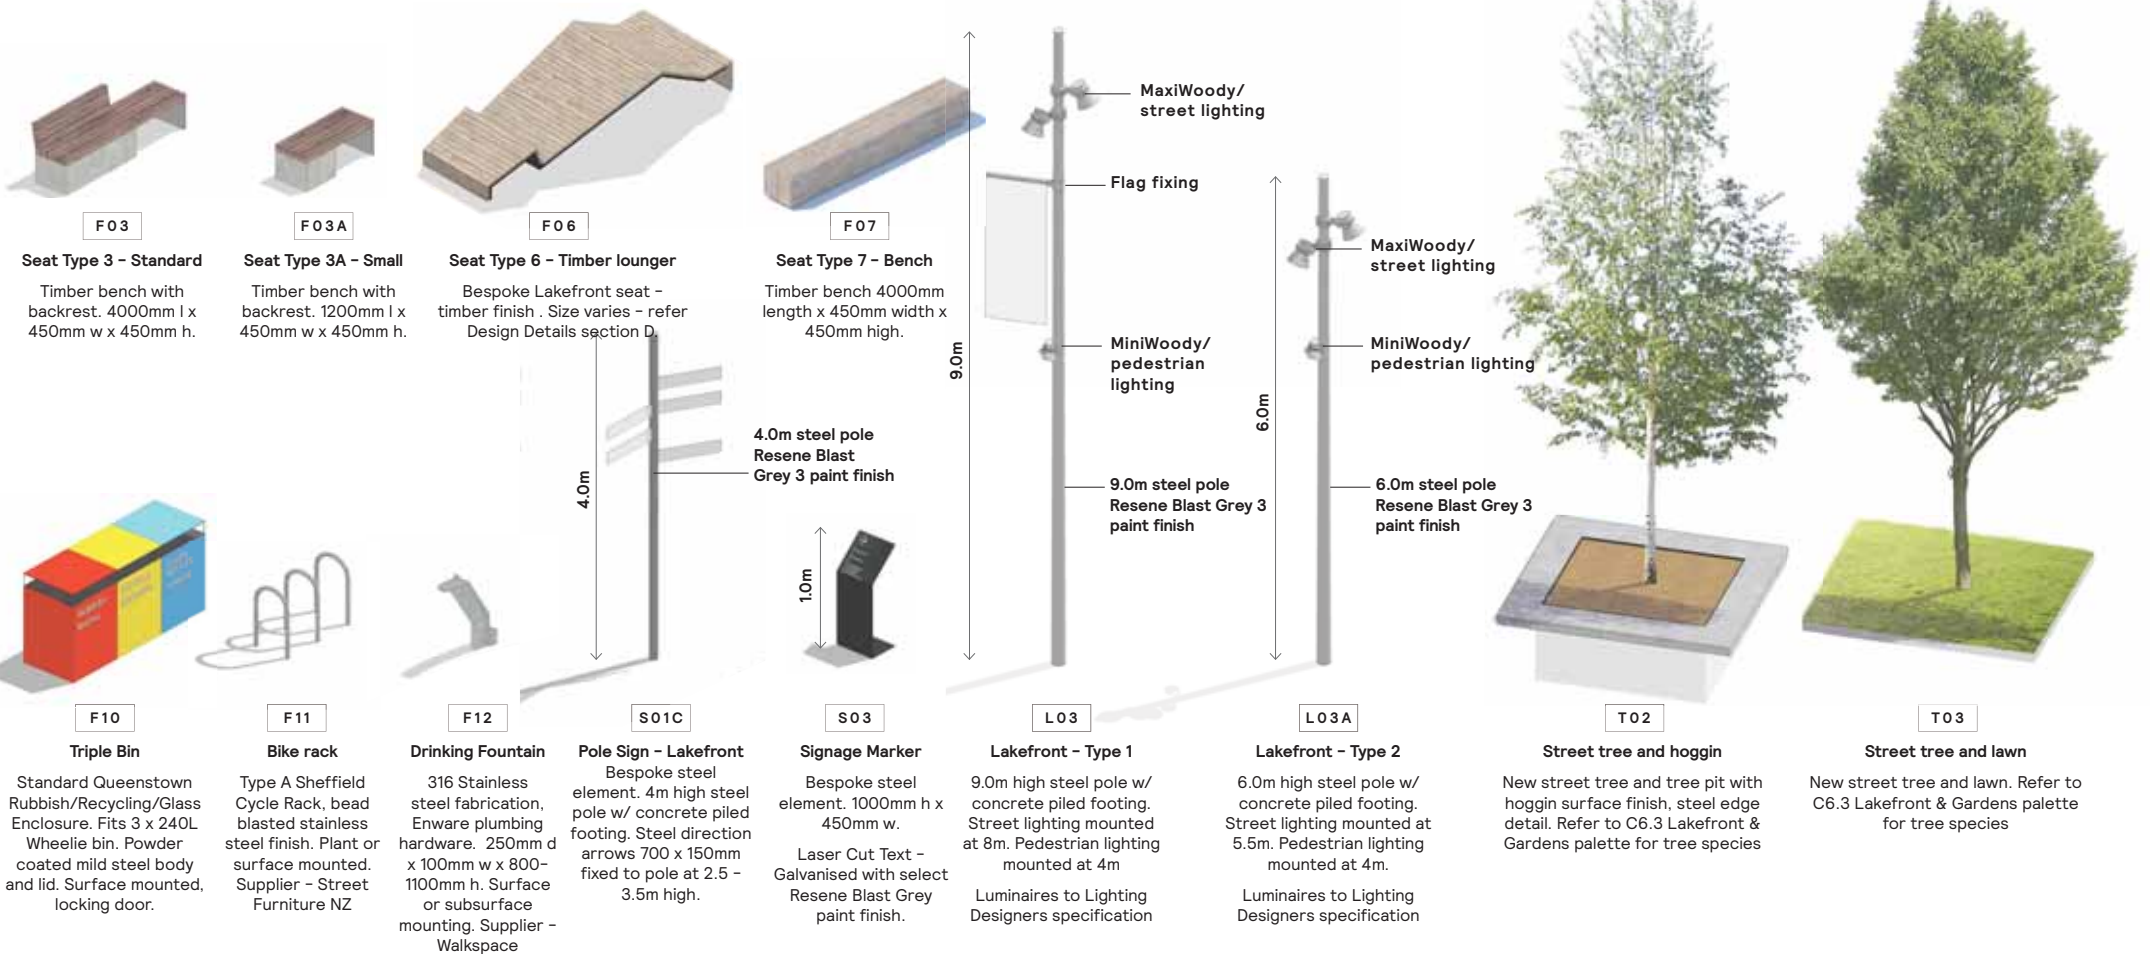 F03
Seat Type 3 – Standard
Timber bench with
backrest. 4000mm l x
450mm w x 450mm h.
F03A
Seat Type 3A – Small
Timber bench with
backrest. 1200mm l x
450mm w x 450mm h.
F06
Seat Type 6 – Timber lounger
Bespoke Lakefront seat –
timber finish . Size varies – refer
Design Details section D.
F07
Seat Type 7 – Bench
Timber bench 4000mm
length x 450mm width x
450mm high.
4.0m
4.0m steel pole
Resene Blast
Grey 3 paint finish
1.0m
9.0m
MaxiWoody/
street lighting
Flag fixing
MiniWoody/
pedestrian
lighting
9.0m steel pole
Resene Blast Grey 3
paint finish
6.0m
MaxiWoody/
street lighting
MiniWoody/
pedestrian lighting
6.0m steel pole
Resene Blast Grey 3
paint finish
F10
Triple Bin
Standard Queenstown
Rubbish/Recycling/Glass
Enclosure. Fits 3 x 240L
Wheelie bin. Powder
coated mild steel body
and lid. Surface mounted,
locking door.
F11
Bike rack
Type A Sheffield
Cycle Rack, bead
blasted stainless
steel finish. Plant or
surface mounted.
Supplier – Street
Furniture NZ
F12
Drinking Fountain
316 Stainless
steel fabrication,
Enware plumbing
hardware. 250mm d
x 100mm w x 800–
1100mm h. Surface
or subsurface
mounting. Supplier –
Walkspace
S01C
Pole Sign – Lakefront
Bespoke steel
element. 4m high steel
pole w/ concrete piled
footing. Steel direction
arrows 700 x 150mm
fixed to pole at 2.5 –
3.5m high.
S03
Signage Marker
Bespoke steel
element. 1000mm h x
450mm w.
Laser Cut Text –
Galvanised with select
Resene Blast Grey
paint finish.
L03
Lakefront – Type 1
9.0m high steel pole w/
concrete piled footing.
Street lighting mounted
at 8m. Pedestrian lighting
mounted at 4m
Luminaires to Lighting
Designers specification
L03A
Lakefront – Type 2
6.0m high steel pole w/
concrete piled footing.
Street lighting mounted at
5.5m. Pedestrian lighting
mounted at 4m.
Luminaires to Lighting
Designers specification
T02
Street tree and hoggin
New street tree and tree pit with
hoggin surface finish, steel edge
detail. Refer to C6.3 Lakefront &
Gardens palette for tree species
T03
Street tree and lawn
New street tree and lawn. Refer to
C6.3 Lakefront & Gardens palette
for tree species